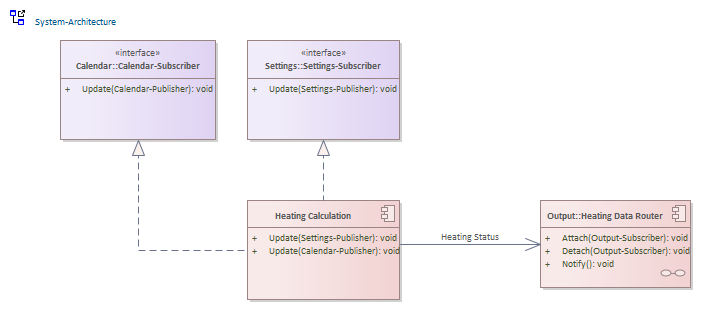 System-Architecture
«interface»
Calendar::Calendar-Subscriber
+ Update(Calendar-Publisher): void
«interface»
Settings::Settings-Subscriber
+ Update(Settings-Publisher): void
Heating Calculation
+ Update(Settings-Publisher): void
+ Update(Calendar-Publisher): void
Heating Status
Output::Heating Data Router
+ Attach(Output-Subscriber): void
+ Detach(Output-Subscriber): void
+ Notify(): void